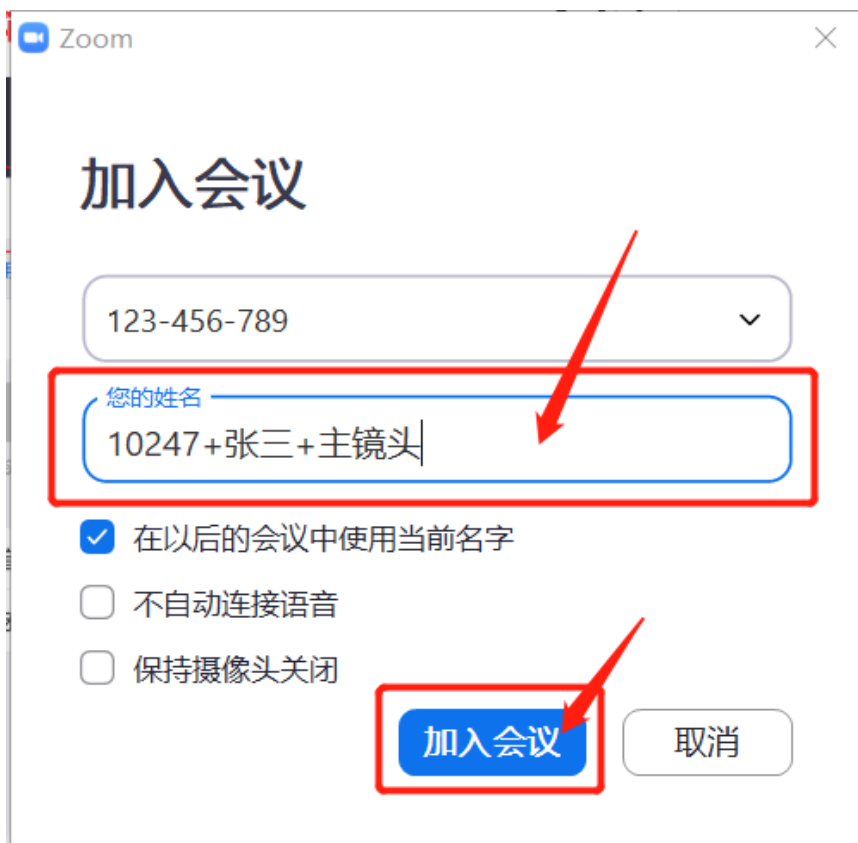 Zoom
加入会议
123-456-789
您的姓名
10247+张三+主镜头
在以后的会议中使用当前名字
不自动连接语音
保持摄像头关闭
加入会议 取消